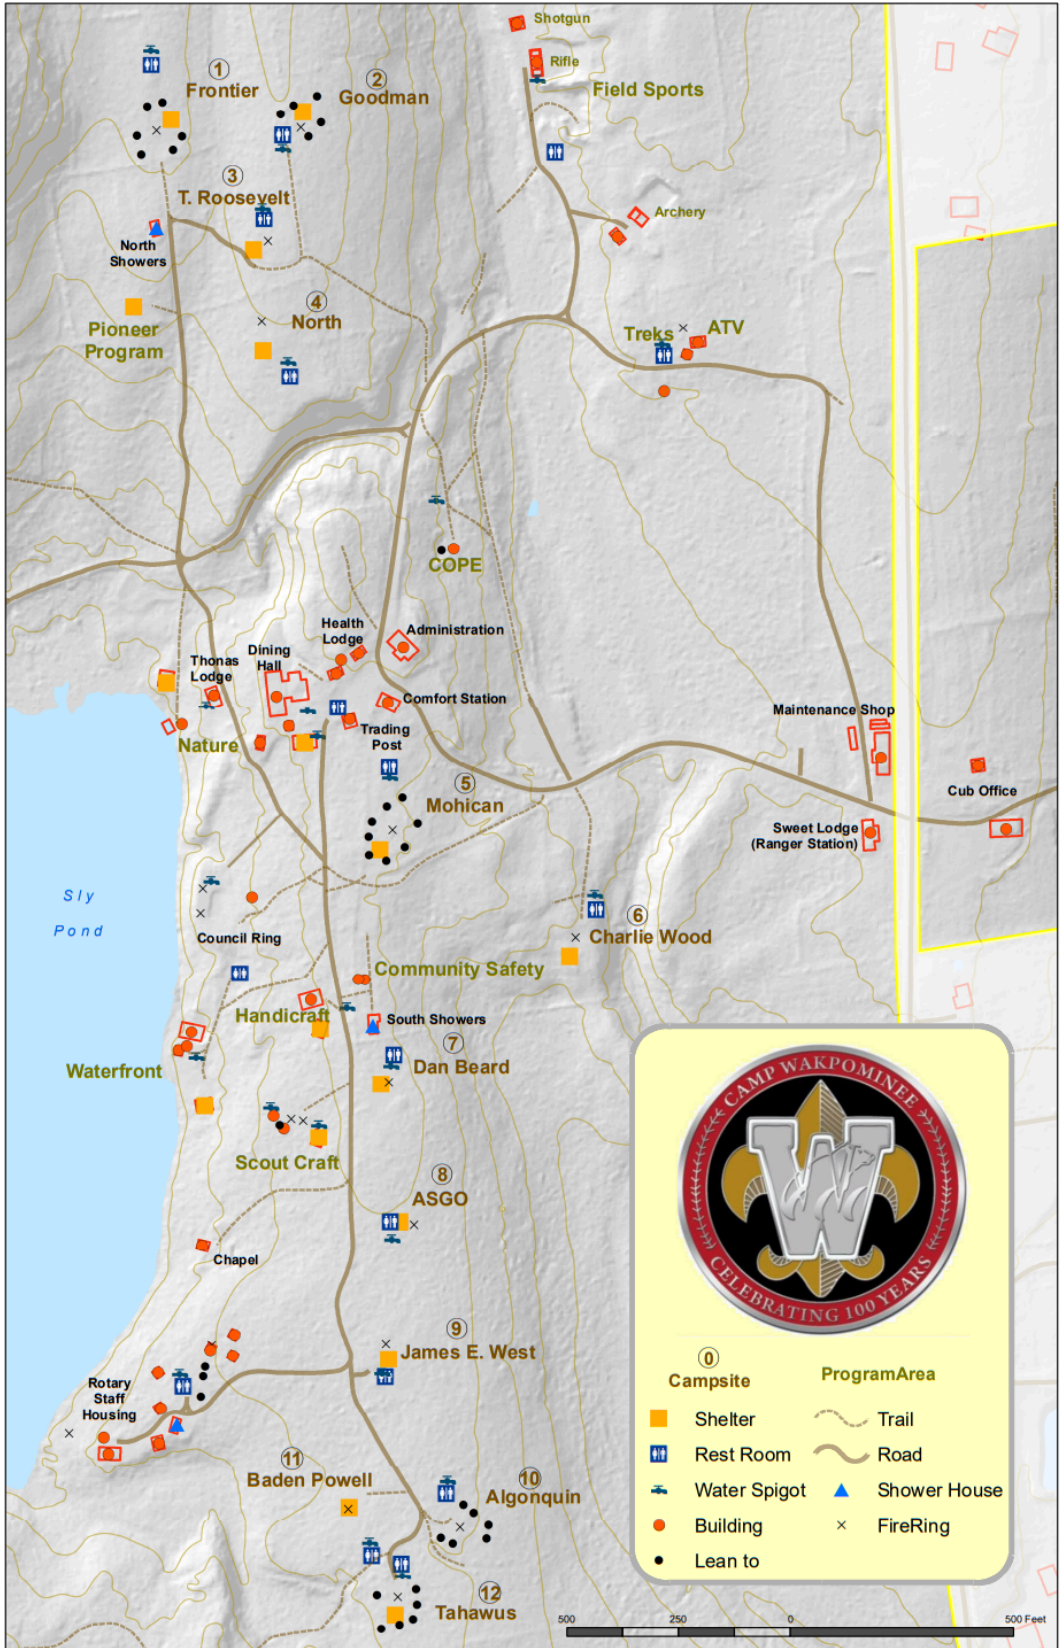 Shotgun
Rifle
Field Sports
1
Frontier
2
Goodman
3
T. Roosevelt
Archery
North
Showers
4
North
Pioneer
Program
Treks
ATV
COPE
Health
Lodge
Administration
Dining
Hall
Thonas
Lodge
Comfort Station
Nature
Trading
Post
Maintenance Shop
5
Mohican
Cub Office
Sweet Lodge
(Ranger Station)
Sly
Pond
Council Ring
6
Charlie Wood
Community Safety
Handicraft
South Showers
7
Dan Beard
Waterfront
Scout Craft
8
ASGO
Chapel
9
James E. West
Rotary
Staff
Housing
11
Baden Powell
10
Algonquin
12
Tahawus
CAMP WAKPOMINEE
W
CELEBRATING 100 YEARS
0
Campsite
ProgramArea
Shelter
Trail
Rest Room
Road
Water Spigot
Shower House
Building
FireRing
Lean to
500 250 0 500 Feet